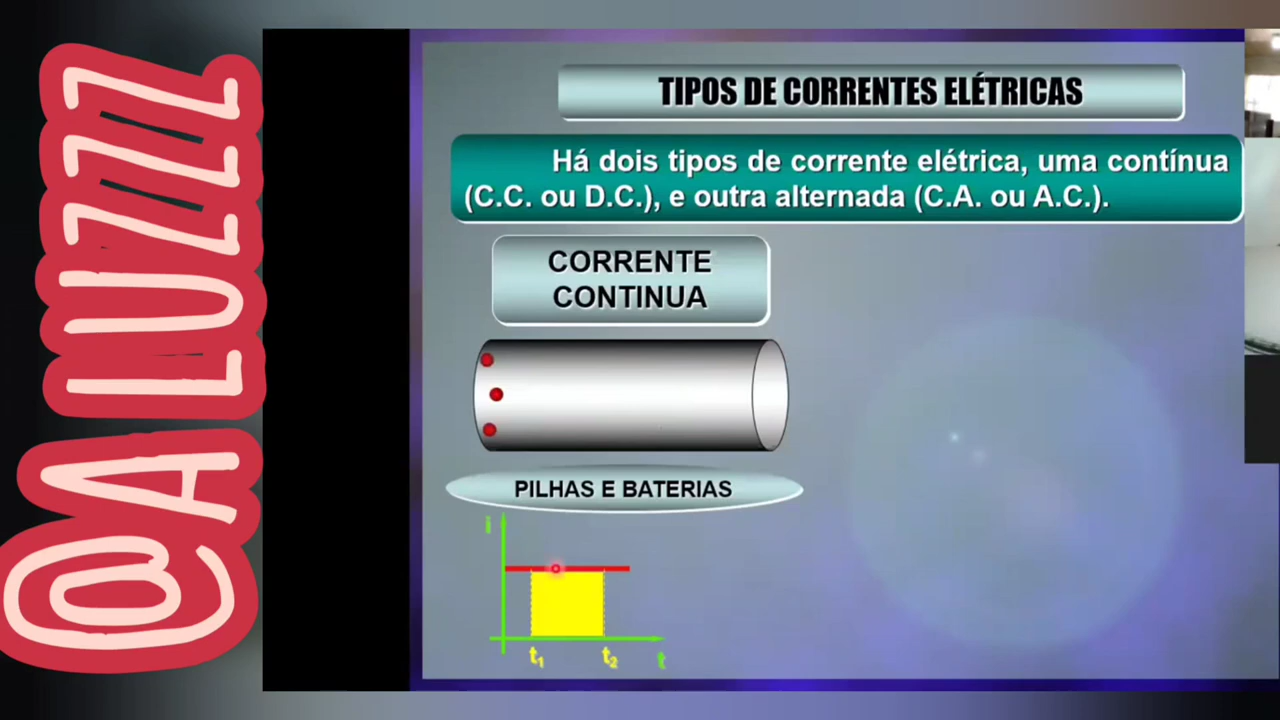 @A LUZZZ
TIPOS DE CORRENTES ELÉTRICAS
Há dois tipos de corrente elétrica, uma contínua
(C.C. ou D.C.), e outra alternada (C.A. ou A.C.).
CORRENTE
CONTINUA
PILHAS E BATERIAS
i
t₁
t₂
t